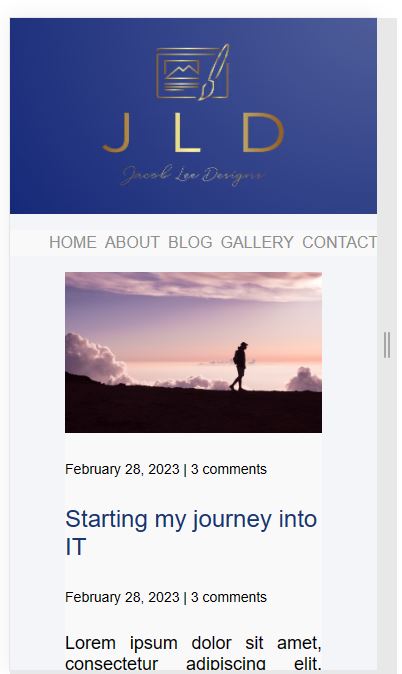 J L D
Jacob Lee Designs
HOME ABOUT BLOG GALLERY CONTACT
February 28, 2023 | 3 comments
Starting my journey into
IT
February 28, 2023 | 3 comments
Lorem ipsum dolor sit amet,
consectetur adipiscing elit.